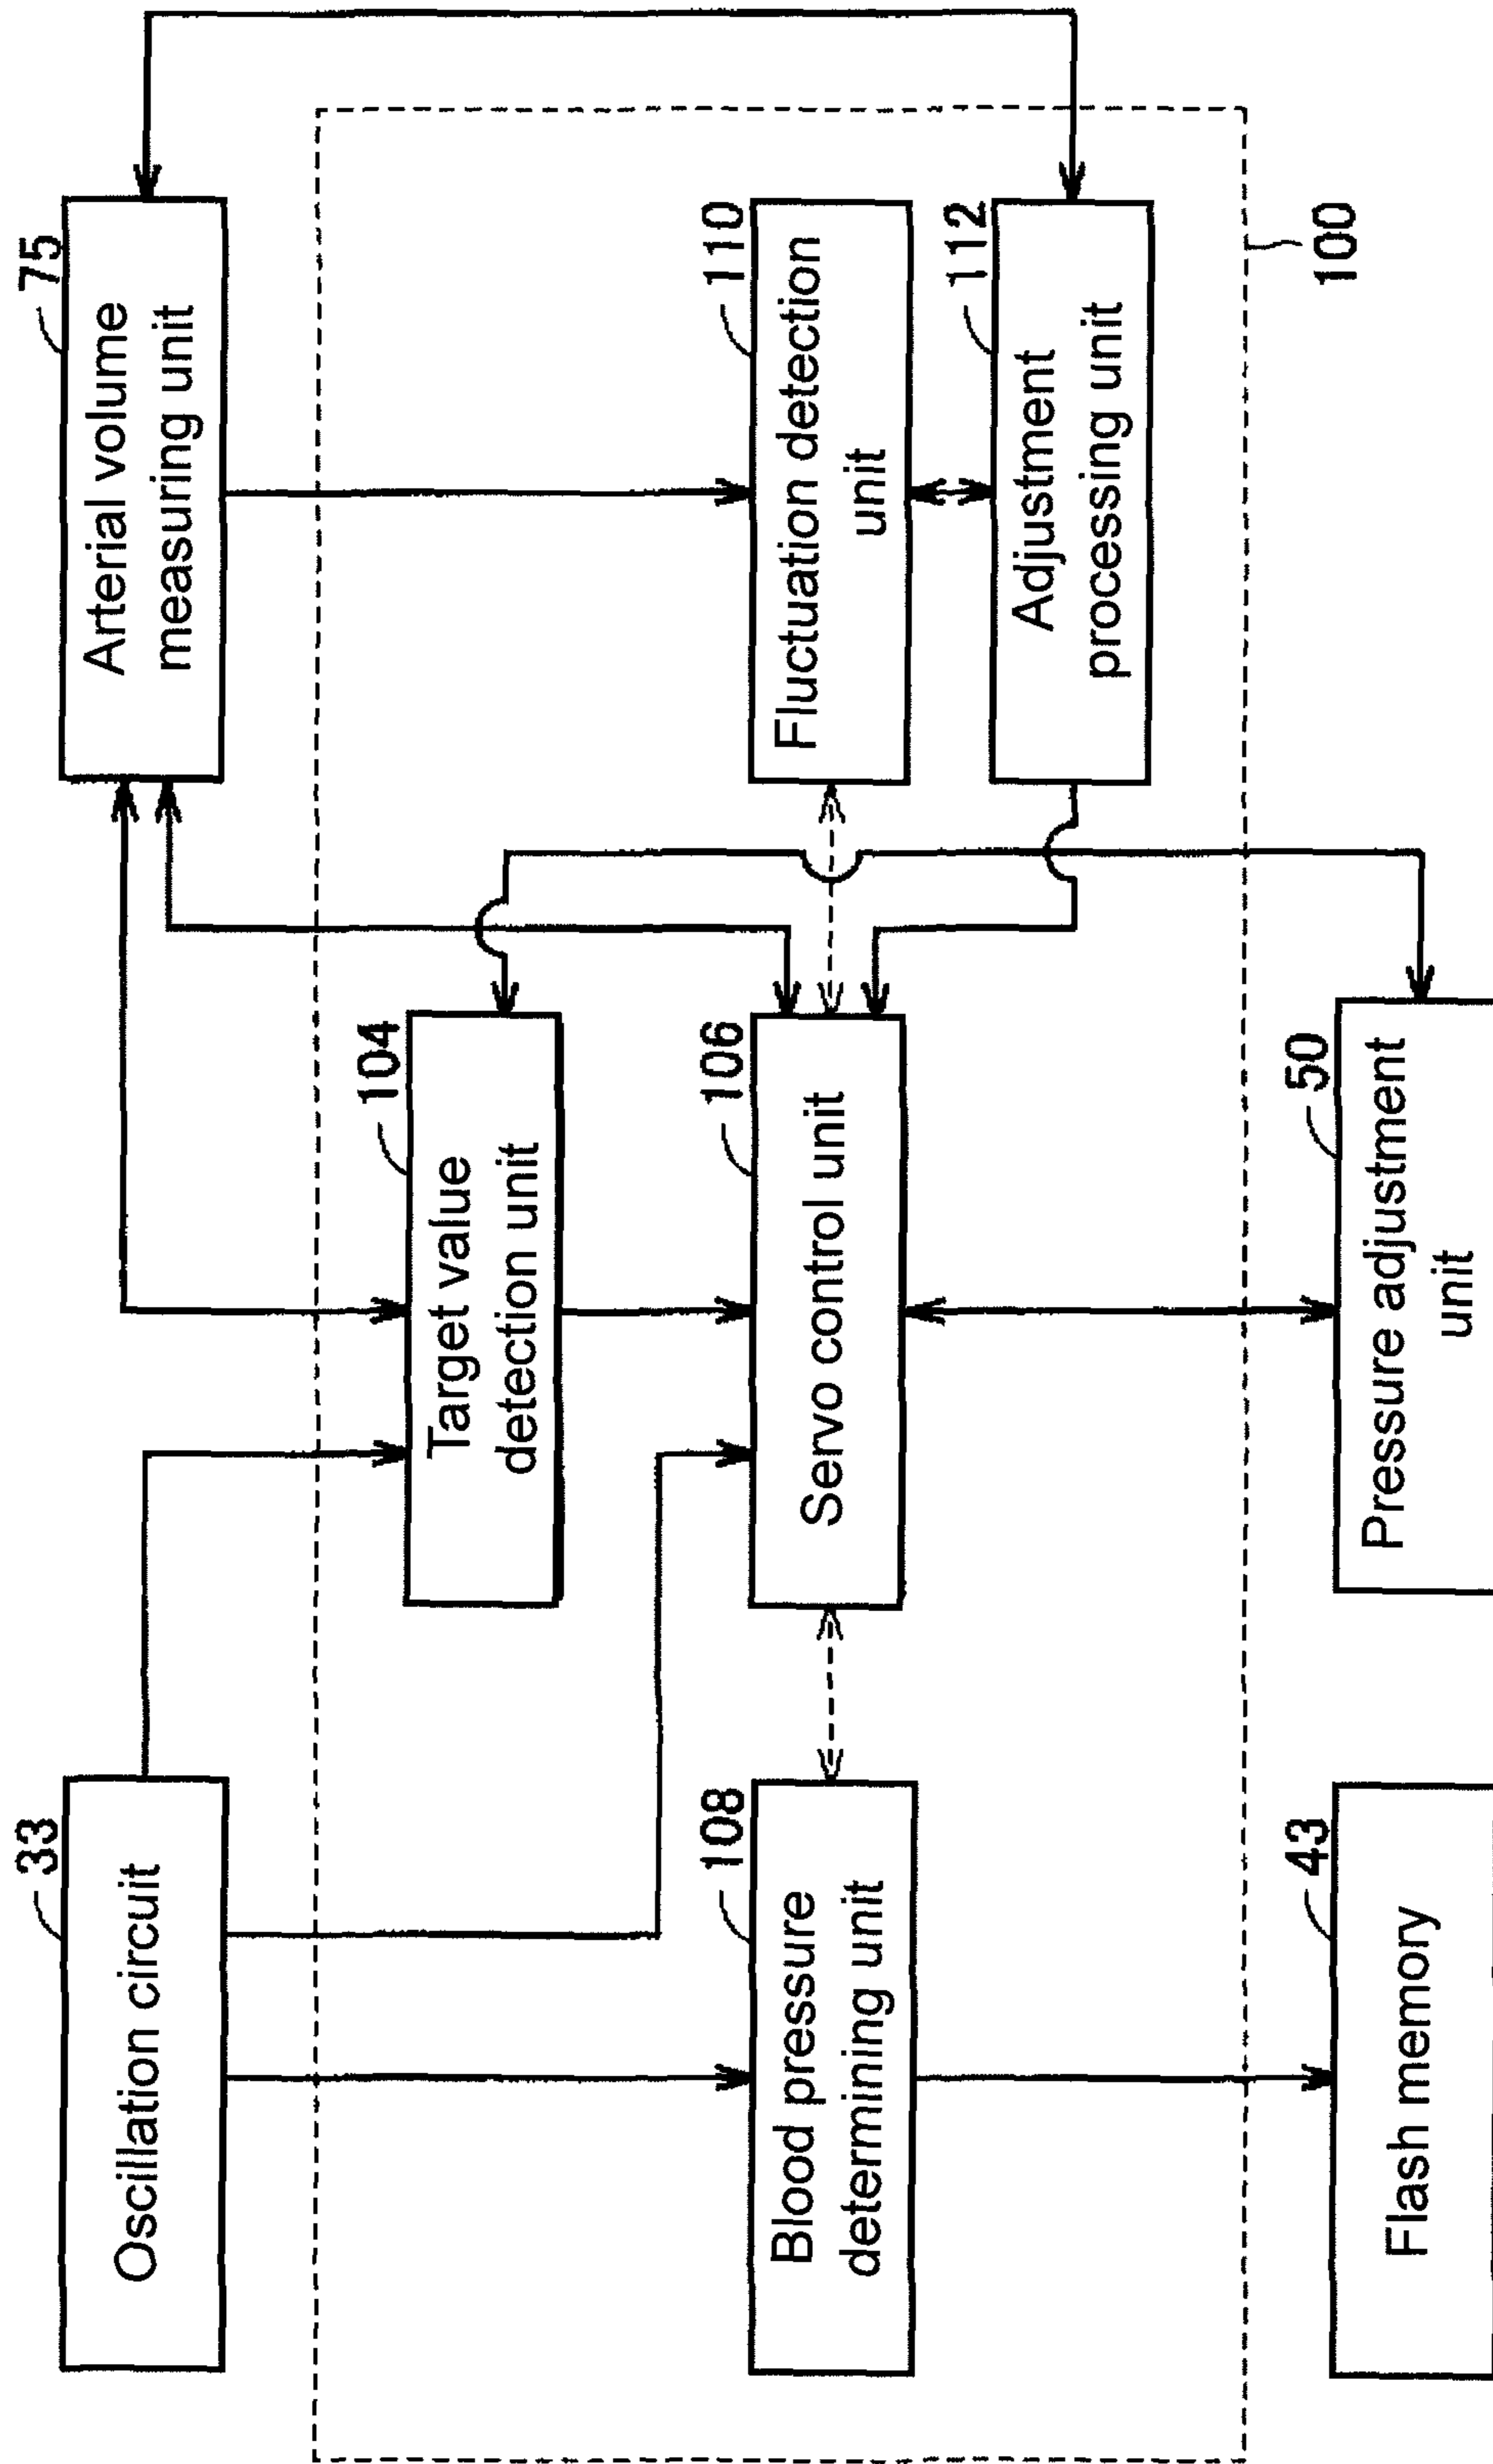 33
Oscillation circuit
75
Arterial volume
measuring unit
104
Target value
detection unit
108
Blood pressure
determining unit
106
Servo control unit
110
Fluctuation detection
unit
112
Adjustment
processing unit
100
43
Flash memory
50
Pressure adjustment
unit